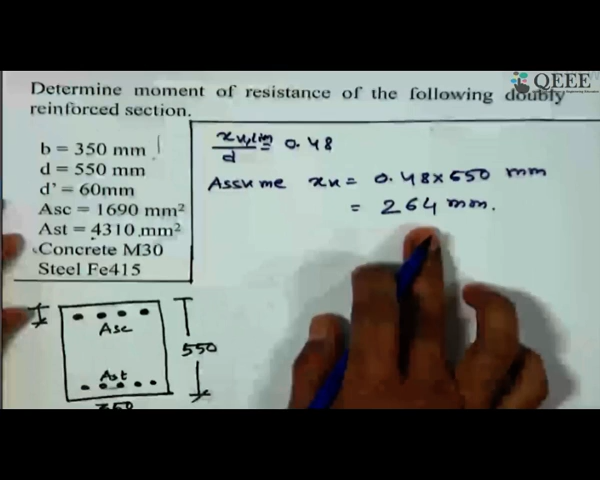 QEEE
Determine moment of resistance of the following doubly
reinforced section.
b = 350 mm
d = 550 mm
d' = 60mm
Asc = 1690 mm²
Ast = 4310 mm²
Concrete M30
Steel Fe415
xu,lim/d = 0.48
Assume xu = 0.48x550 mm
= 264 mm.
Asc
550
Ast
350